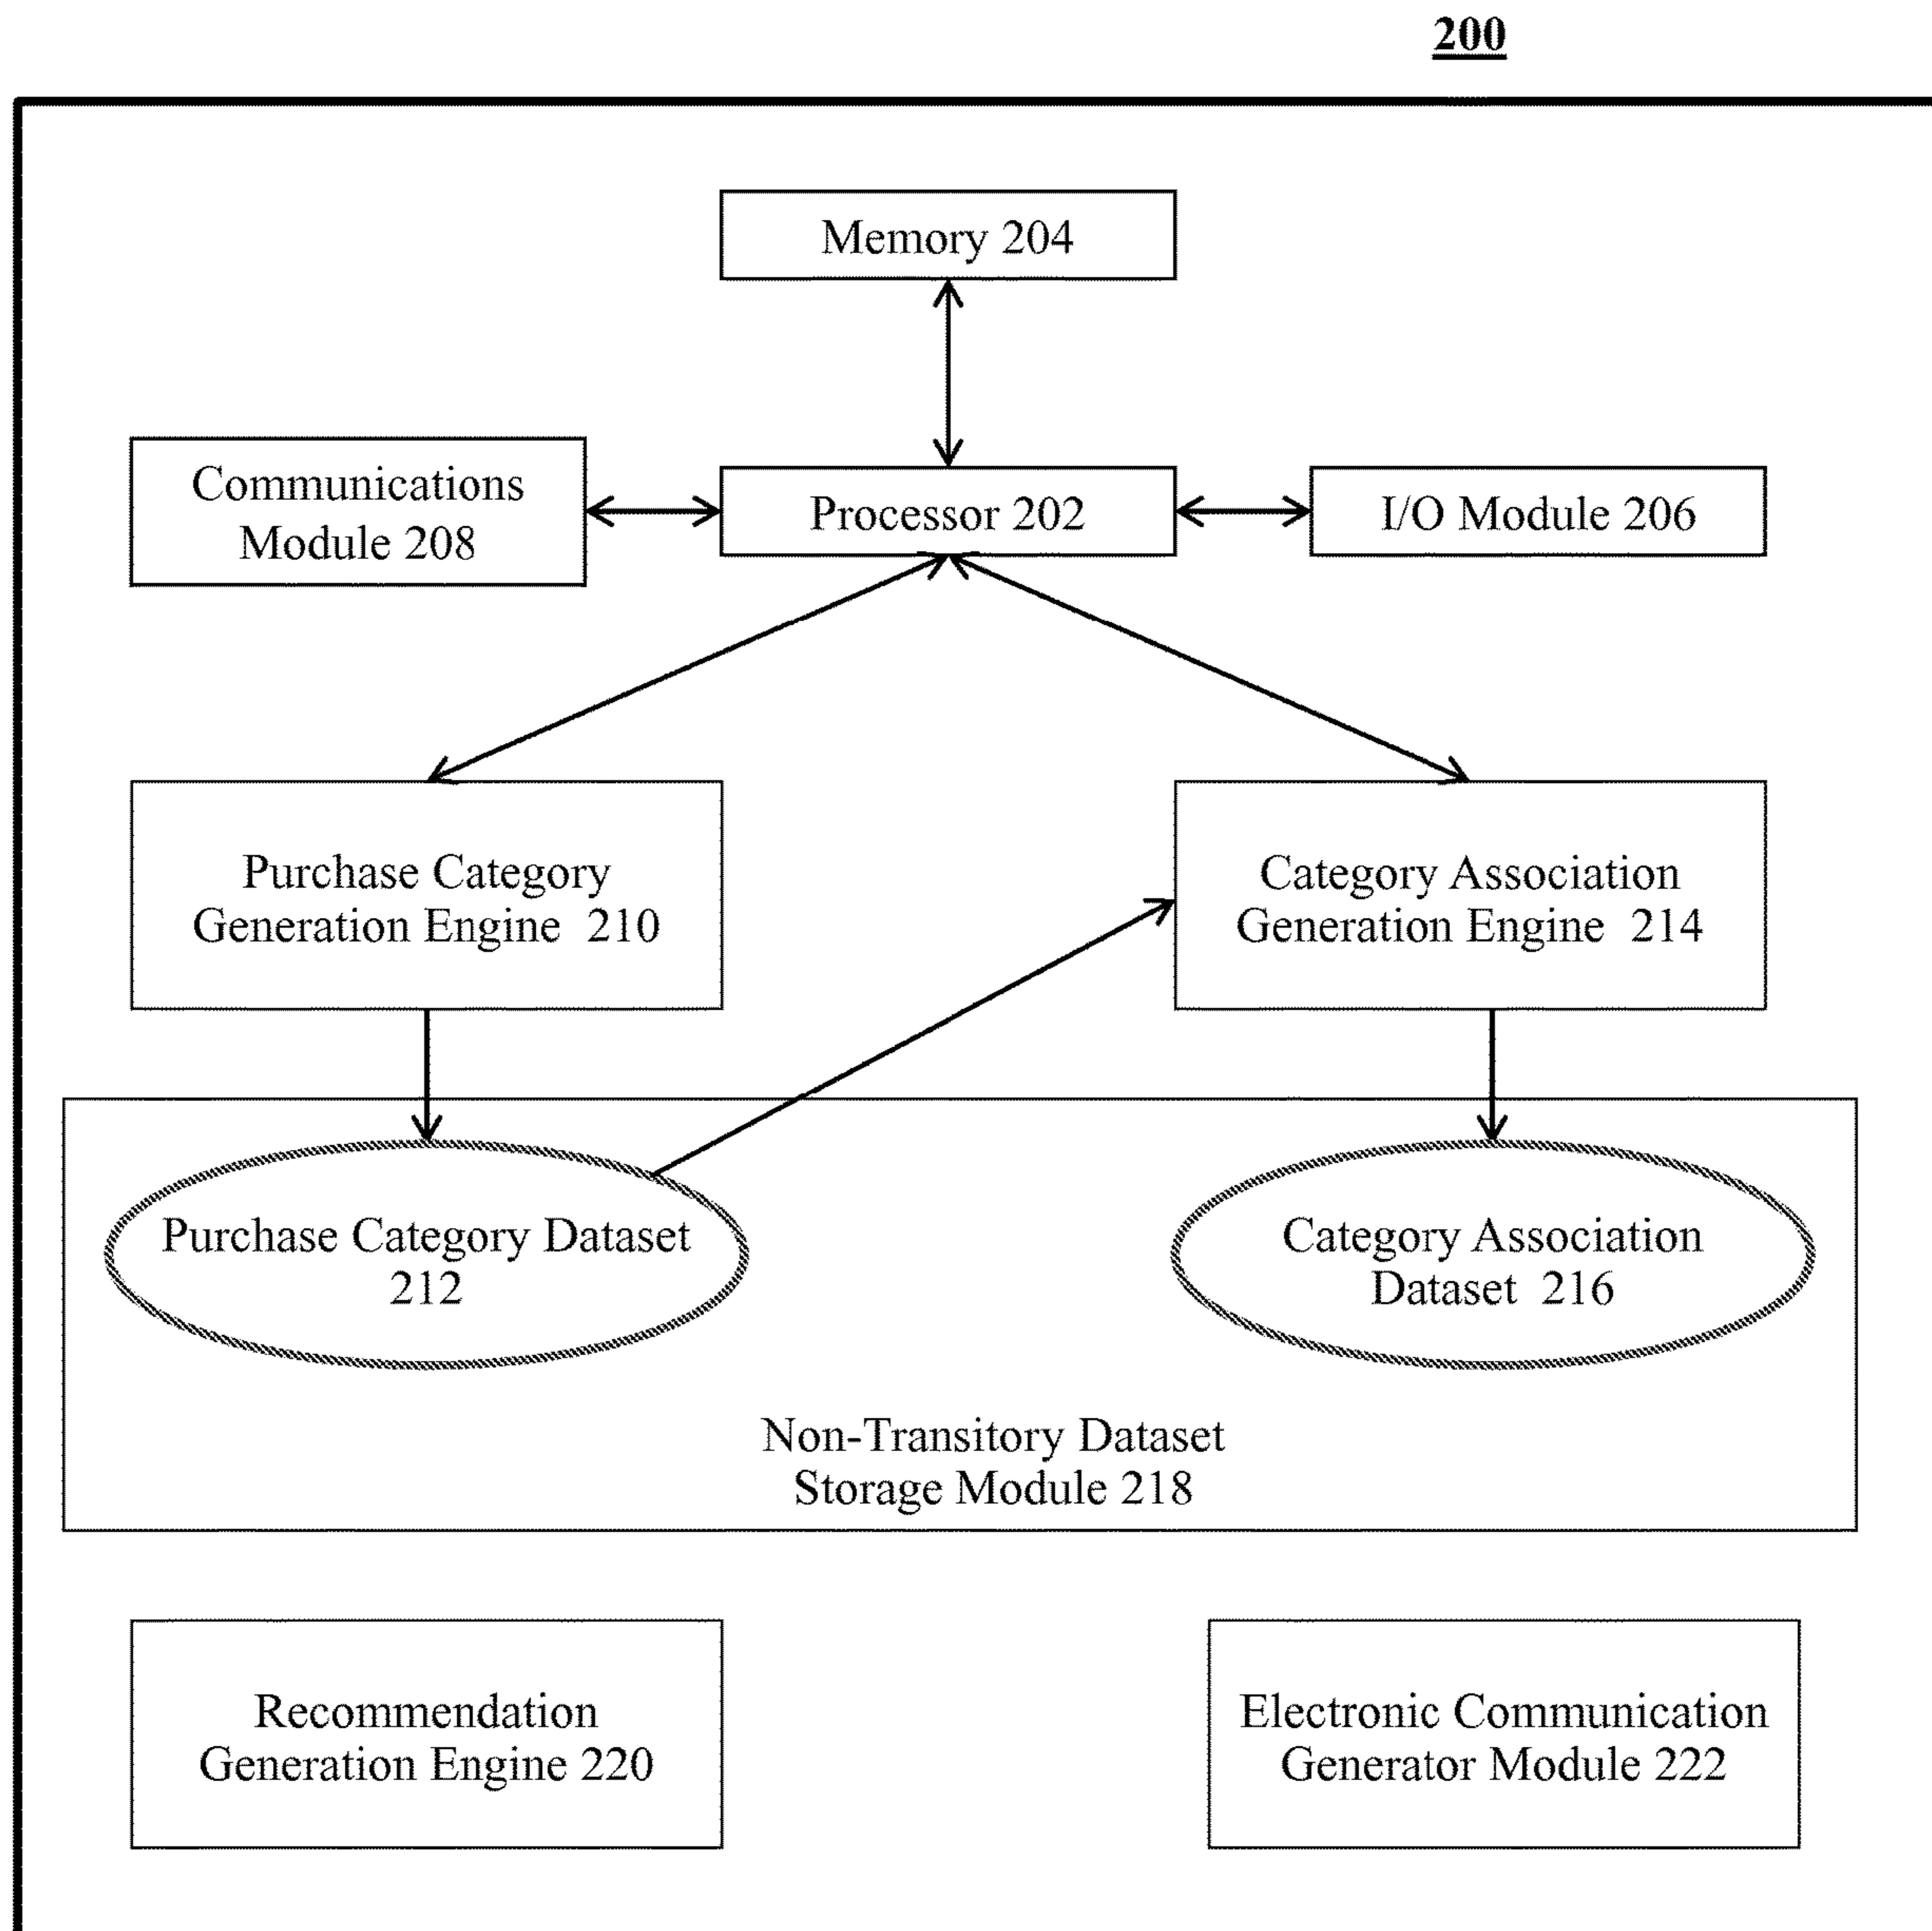 200
Memory 204
Communications
Module 208
Processor 202
I/O Module 206
Purchase Category
Generation Engine 210
Category Association
Generation Engine 214
Purchase Category Dataset
212
Category Association
Dataset 216
Non-Transitory Dataset
Storage Module 218
Recommendation
Generation Engine 220
Electronic Communication
Generator Module 222